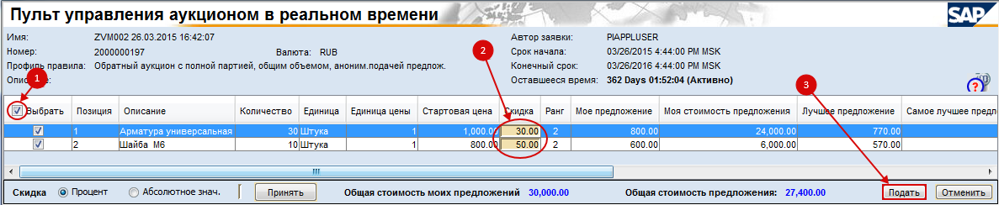 Пульт управления аукционом в реальном времени SAP
Имя: ZVM002 26.03.2015 16:42:07 Автор заявки: PIAPPLUSER
Номер: 2000000197 Валюта: RUB Срок начала: 03/26/2015 4:44:00 PM MSK
Профиль правила: Обратный аукцион с полной партией, общим объемом, аноним.подачей предлож. Конечный срок: 03/26/2016 4:44:00 PM MSK
Оставшееся время: 362 Days 01:52:04 (Активно)
1 2 3 ?
Выбрать Позиция Описание Количество Единица Единица цены Стартовая цена Скидка Ранг Мое предложение Моя стоимость предложения Лучшее предложение Самое лучшее предл
1 Арматура универсальная 30 Штука 1 1,000.00 30.00 2 800.00 24,000.00 770.00
2 Шайба М6 10 Штука 1 800.00 50.00 2 600.00 6,000.00 570.00
Скидка Процент Абсолютное знач. Принять Общая стоимость моих предложений 30,000.00 Общая стоимость предложения: 27,400.00 Подать Отменить